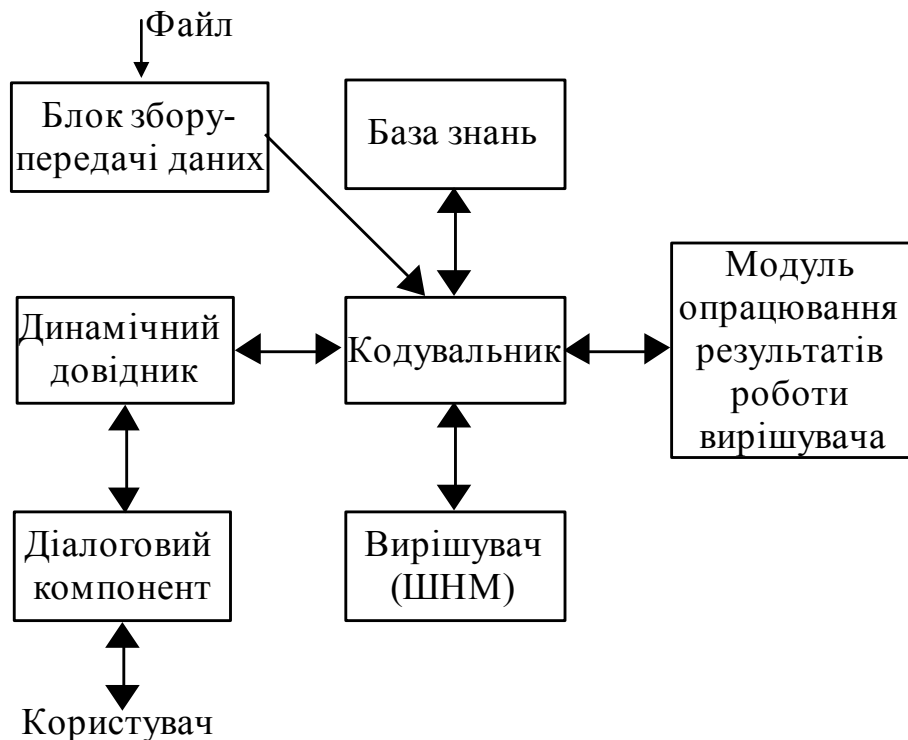 Файл
Блок збору-
передачі даних
База знань
Модуль
опрацювання
результатів
роботи
вирішувача
Динамічний
довідник
Кодувальник
Діалоговий
компонент
Вирішувач
(ШНМ)
Користувач